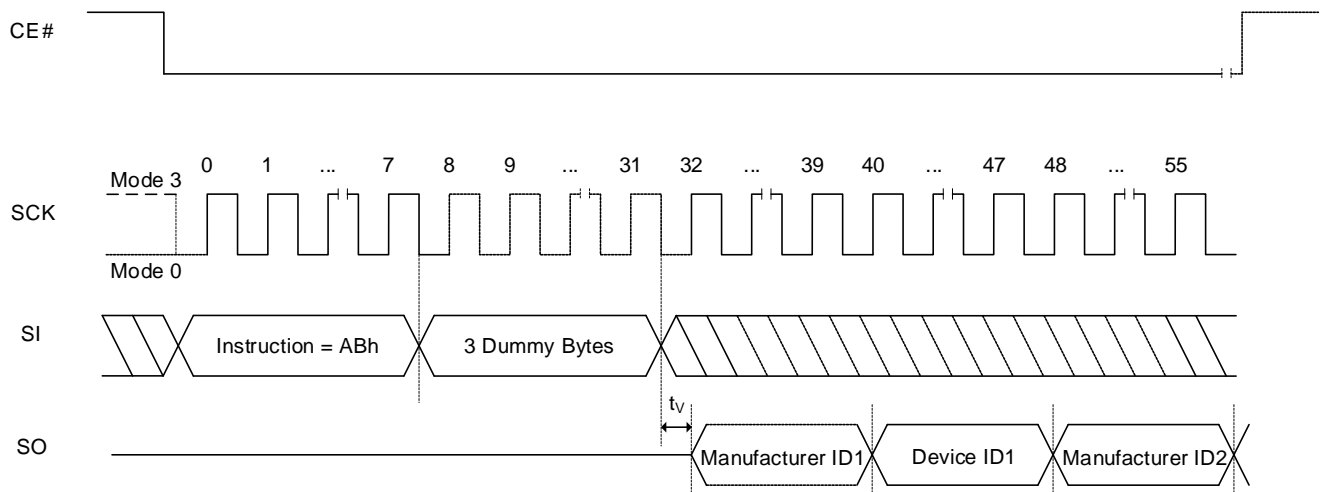 CE#
0 1 ... 7 8 9 ... 31 32 ... 39 40 ... 47 48 ... 55
Mode 3
SCK
Mode 0
SI
Instruction = ABh
3 Dummy Bytes
tV
SO
Manufacturer ID1
Device ID1
Manufacturer ID2